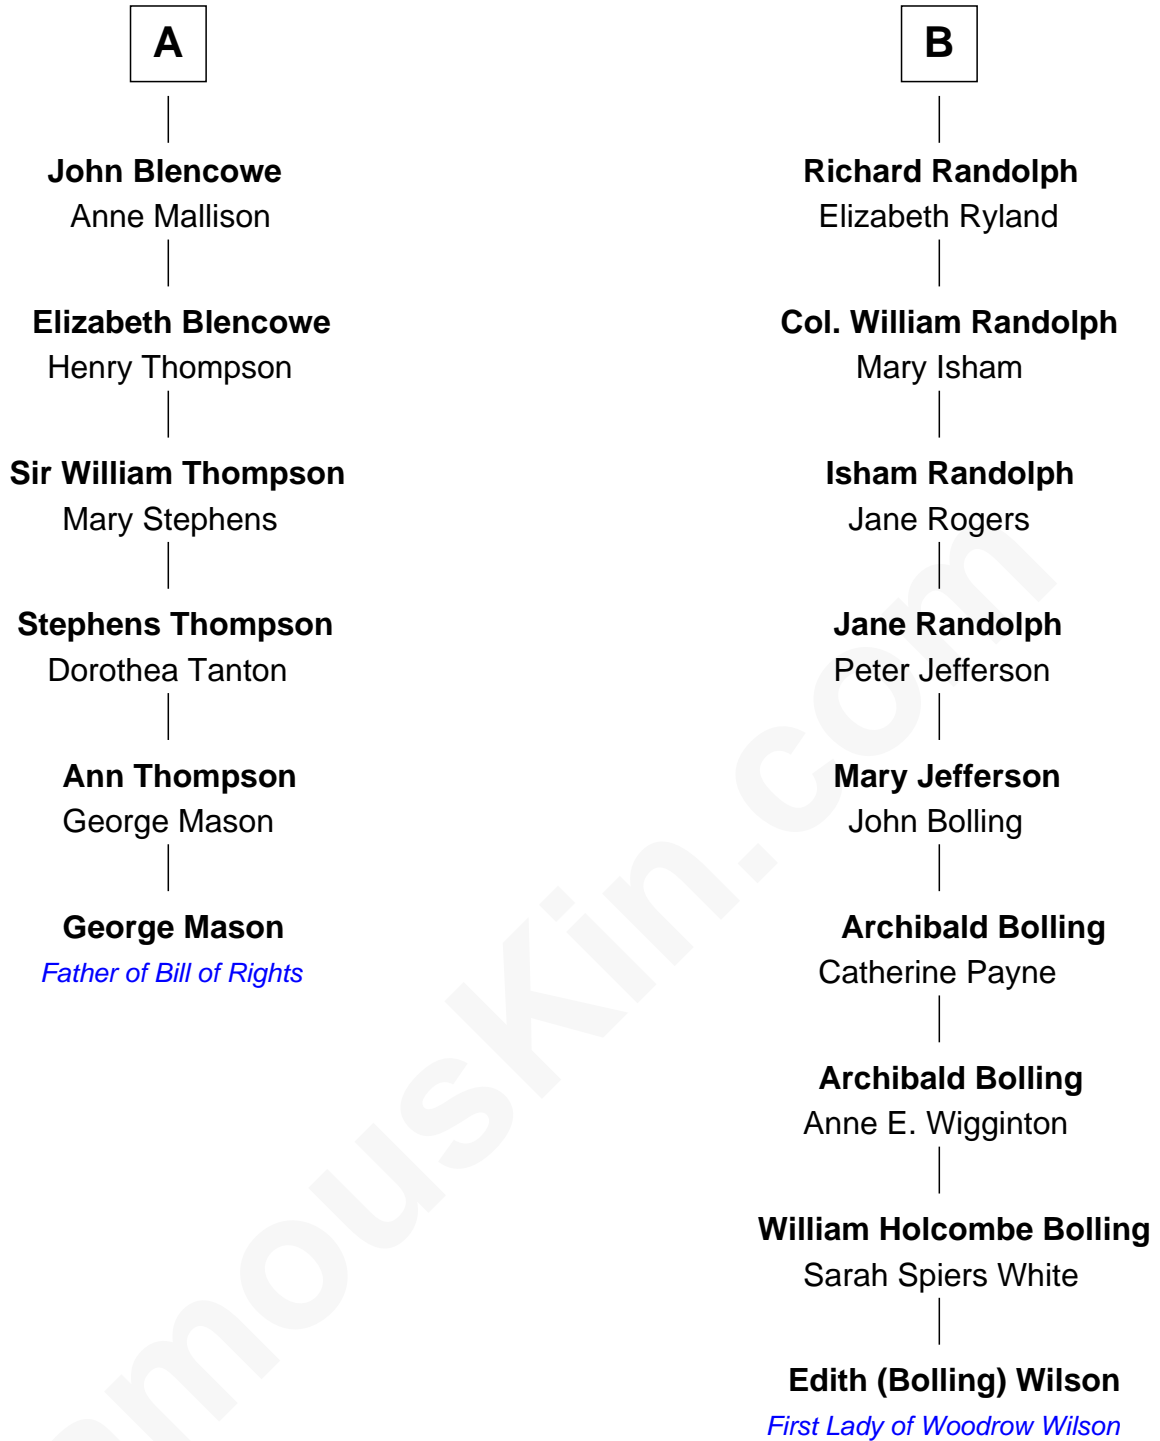 A
John Blencowe
Anne Mallison
Elizabeth Blencowe
Henry Thompson
Sir William Thompson
Mary Stephens
Stephens Thompson
Dorothea Tanton
Ann Thompson
George Mason
George Mason
Father of Bill of Rights
B
Richard Randolph
Elizabeth Ryland
Col. William Randolph
Mary Isham
Isham Randolph
Jane Rogers
Jane Randolph
Peter Jefferson
Mary Jefferson
John Bolling
Archibald Bolling
Catherine Payne
Archibald Bolling
Anne E. Wigginton
William Holcombe Bolling
Sarah Spiers White
Edith (Bolling) Wilson
First Lady of Woodrow Wilson
amousKin.com